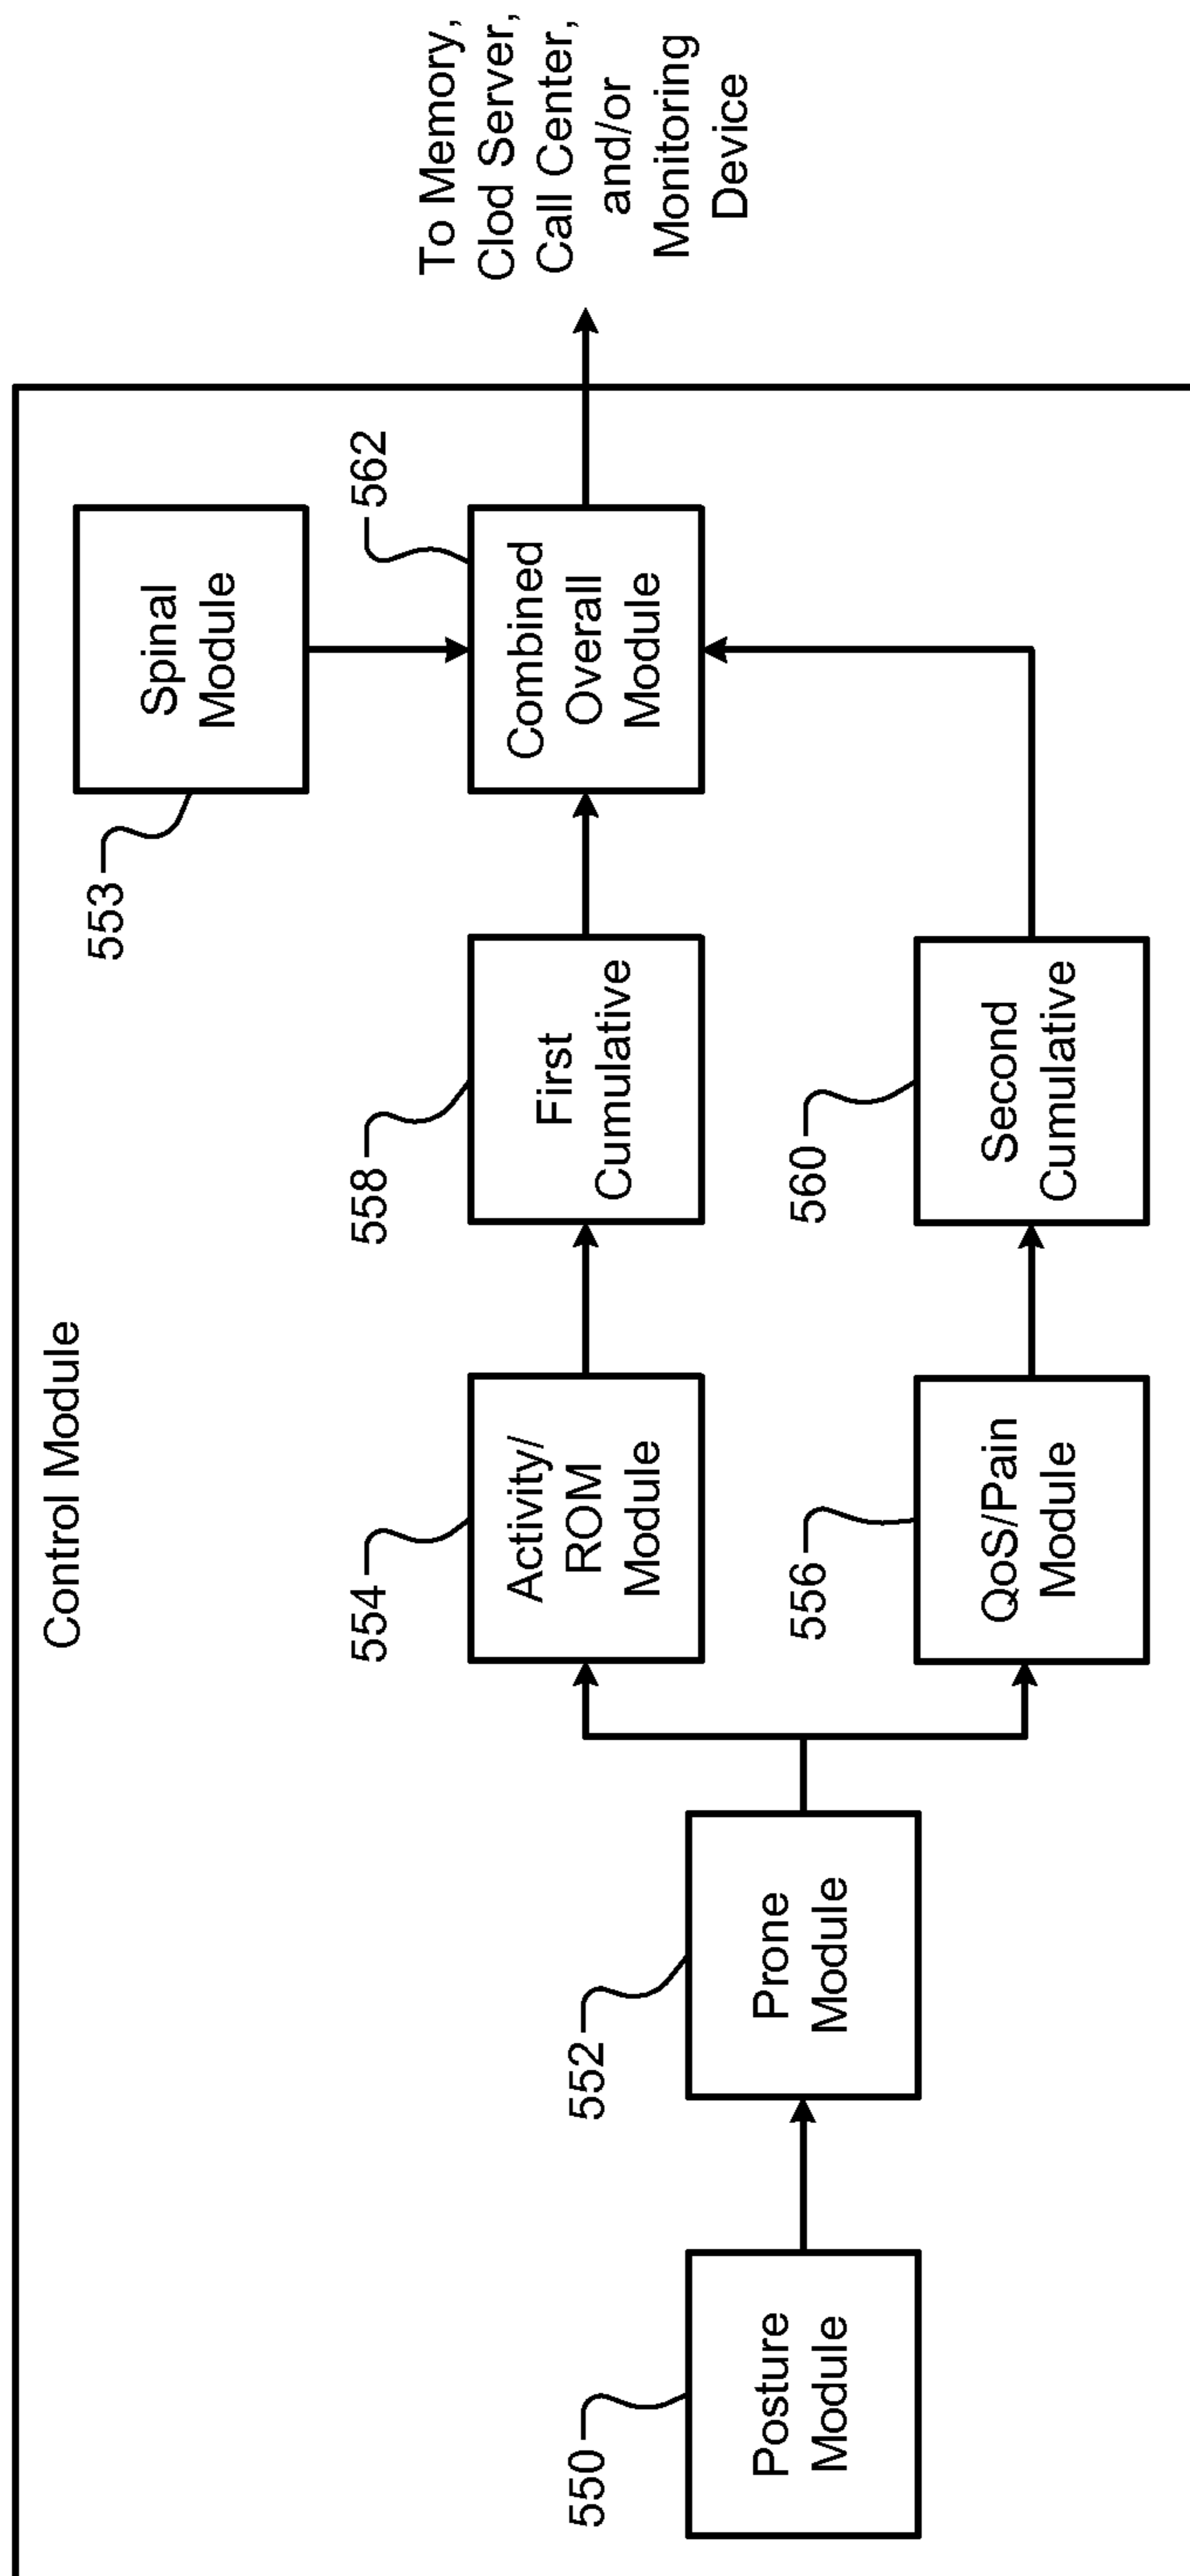 Control Module
Spinal
Module
553
562
Combined
Overall
Module
To Memory,
Clod Server,
Call Center,
and/or
Monitoring
Device
554
Activity/
ROM
Module
558
First
Cumulative
550
Posture
Module
552
Prone
Module
556
QoS/Pain
Module
560
Second
Cumulative